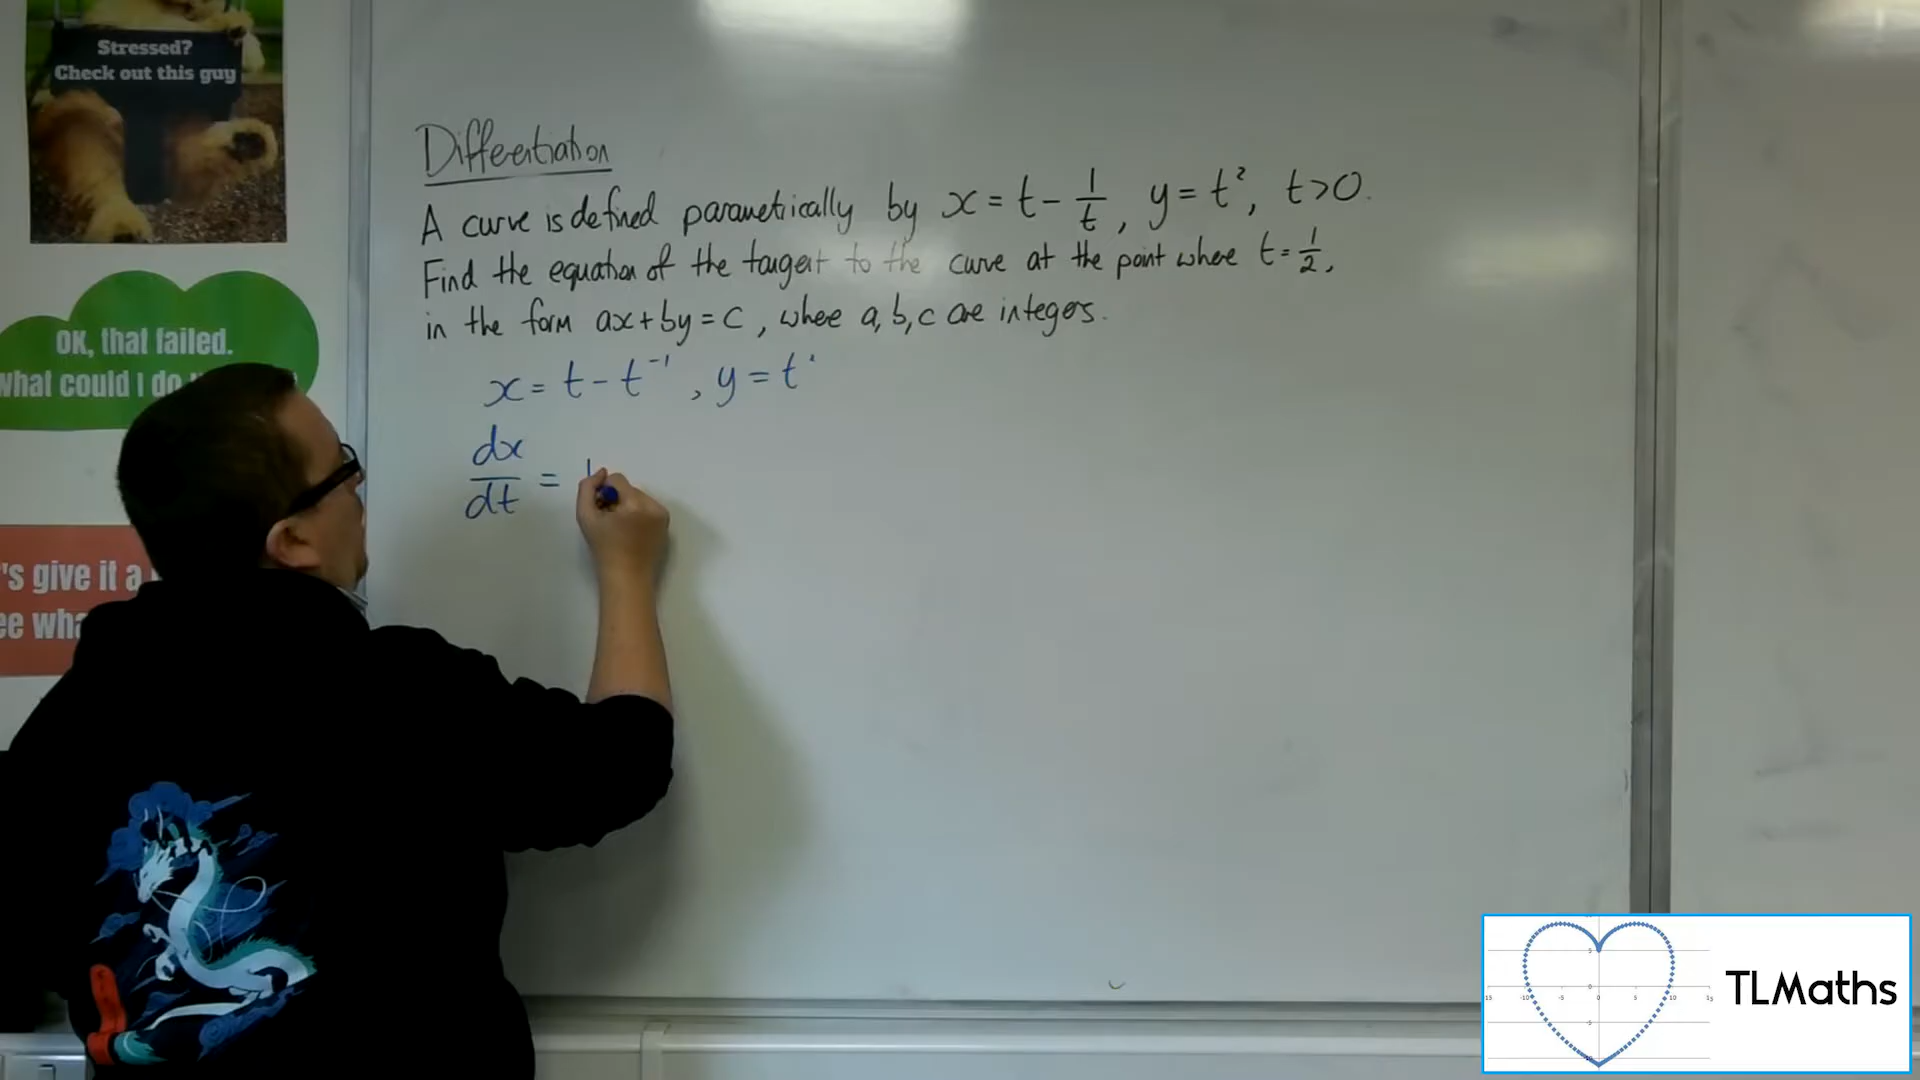 Stressed?
Check out this guy
OK, that failed.
What could I do
's give it a
ee wha
Differentiation
A curve is defined parametrically by x = t - 1/t, y = t², t>0.
Find the equation of the tangent to the curve at the point where t = 1/2,
in the form ax + by = c, where a, b, c are integers.
x = t - t⁻¹, y = t²
dx/dt = 1
TLMaths